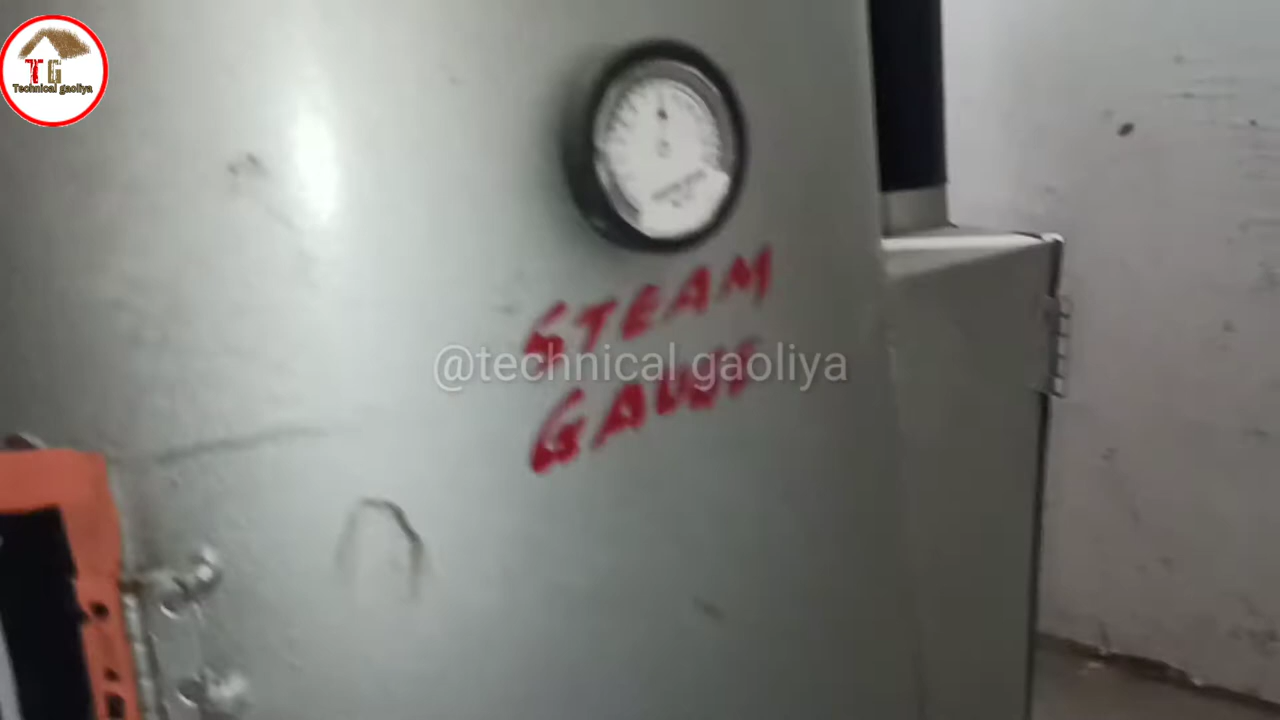 TG
Technical gaoliya
STEAM
@technical gaoliya
GAUGE